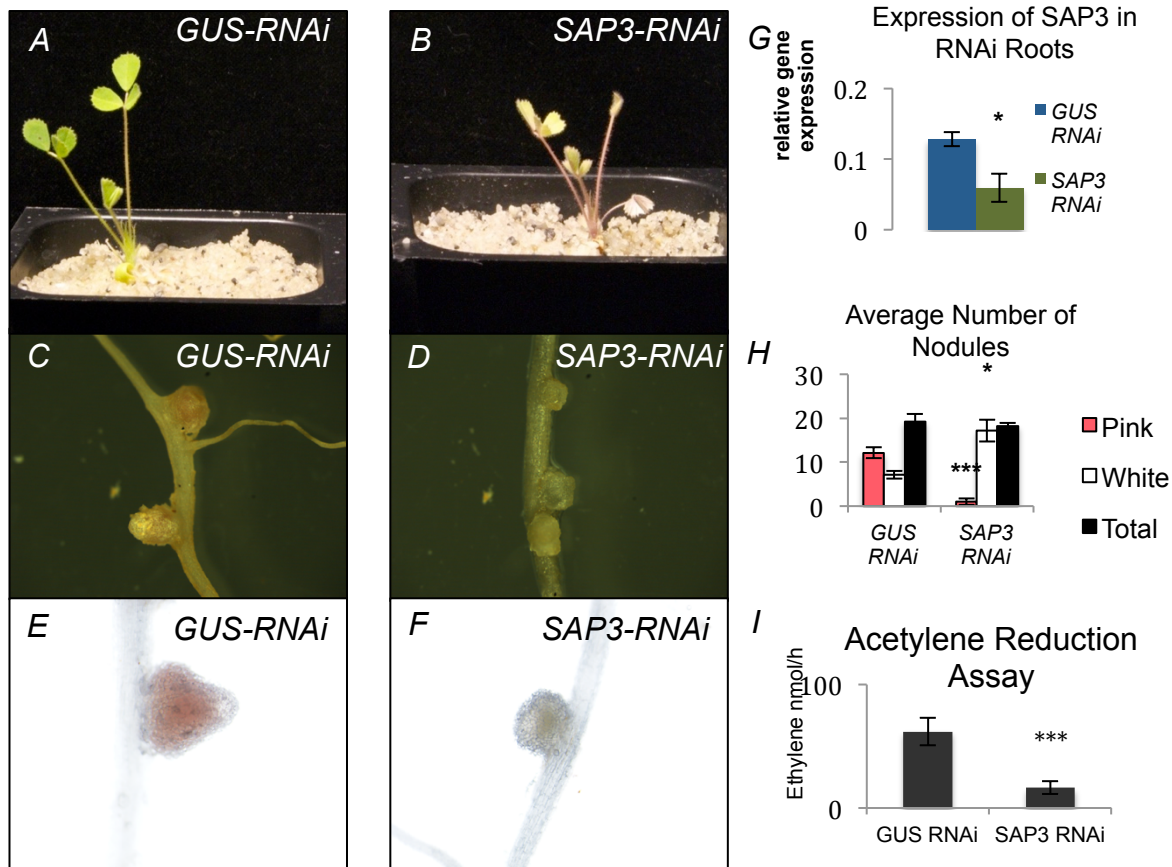 A
GUS-RNAi
B
SAP3-RNAi
C
GUS-RNAi
D
SAP3-RNAi
E
GUS-RNAi
F
SAP3-RNAi
G
Expression of SAP3 in
RNAi Roots
relative gene
expression
0.2
0.1
0
*
GUS
RNAi
SAP3
RNAi
H
Average Number of
Nodules
30
20
10
0
***
*
GUS
RNAi
SAP3
RNAi
Pink
White
Total
I
Acetylene Reduction
Assay
Ethylene nmol/h
100
0
***
GUS RNAi
SAP3 RNAi